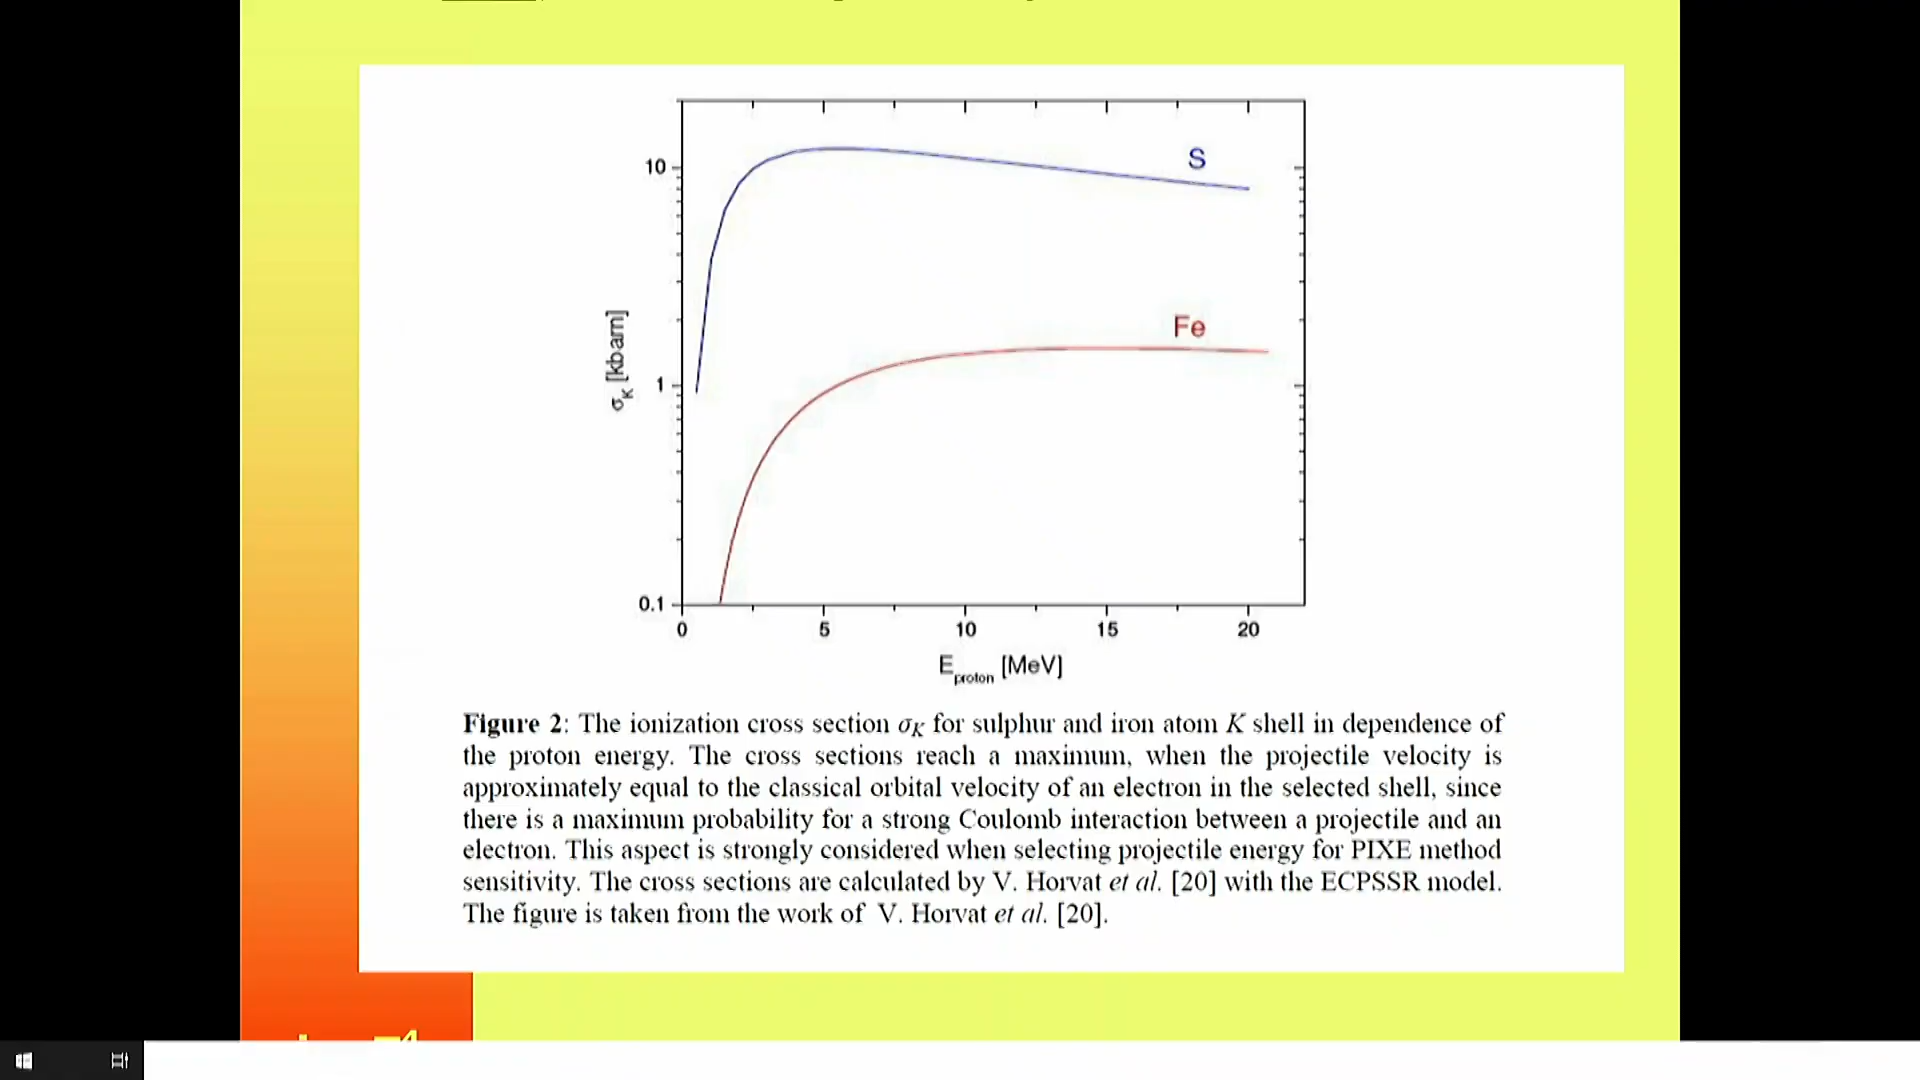 S
10
Fe
σK [kbarn]
1
0.1
0 5 10 15 20
Eproton [MeV]
Figure 2: The ionization cross section σK for sulphur and iron atom K shell in dependence of
the proton energy. The cross sections reach a maximum, when the projectile velocity is
approximately equal to the classical orbital velocity of an electron in the selected shell, since
there is a maximum probability for a strong Coulomb interaction between a projectile and an
electron. This aspect is strongly considered when selecting projectile energy for PIXE method
sensitivity. The cross sections are calculated by V. Horvat et al. [20] with the ECPSSR model.
The figure is taken from the work of V. Horvat et al. [20].